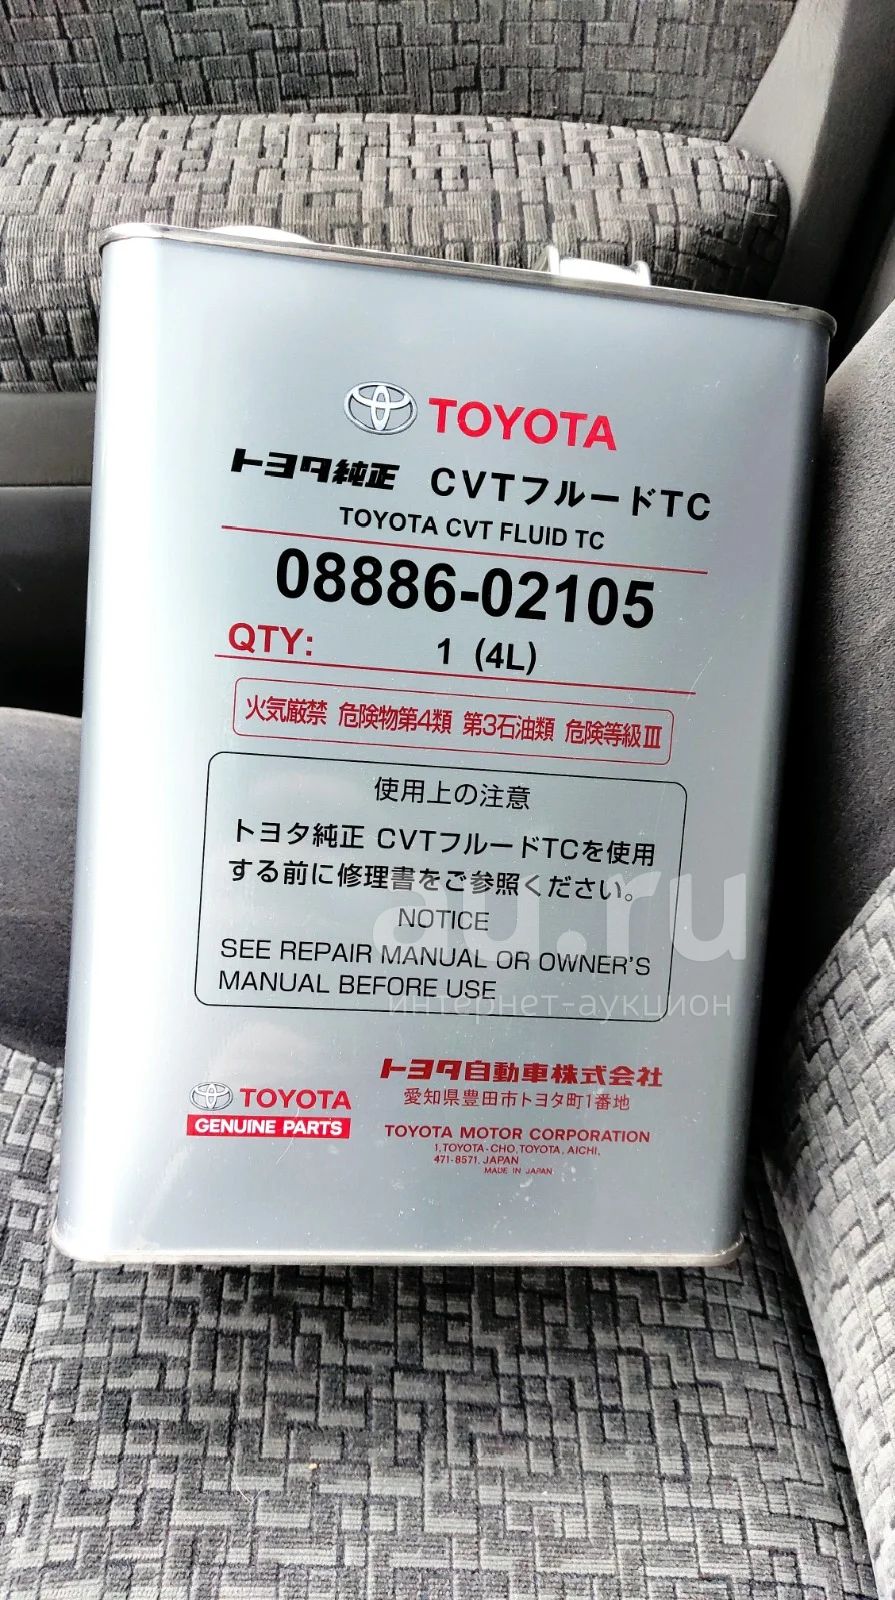 TOYOTA
トヨタ純正 CVTフルードTC
TOYOTA CVT FLUID TC
08886-02105
QTY: 1 (4L)
火気厳禁 危険物第4類 第3石油類 危険等級Ⅲ
使用上の注意
トヨタ純正 CVTフルードTCを使用
する前に修理書をご参照ください。
NOTICE
SEE REPAIR MANUAL OR OWNER'S
MANUAL BEFORE USE
au.ru
интернет-аукцион
TOYOTA
GENUINE PARTS
トヨタ自動車株式会社
愛知県豊田市トヨタ町1番地
TOYOTA MOTOR CORPORATION
1, TOYOTA-CHO, TOYOTA, AICHI,
471-8571, JAPAN
MADE IN JAPAN